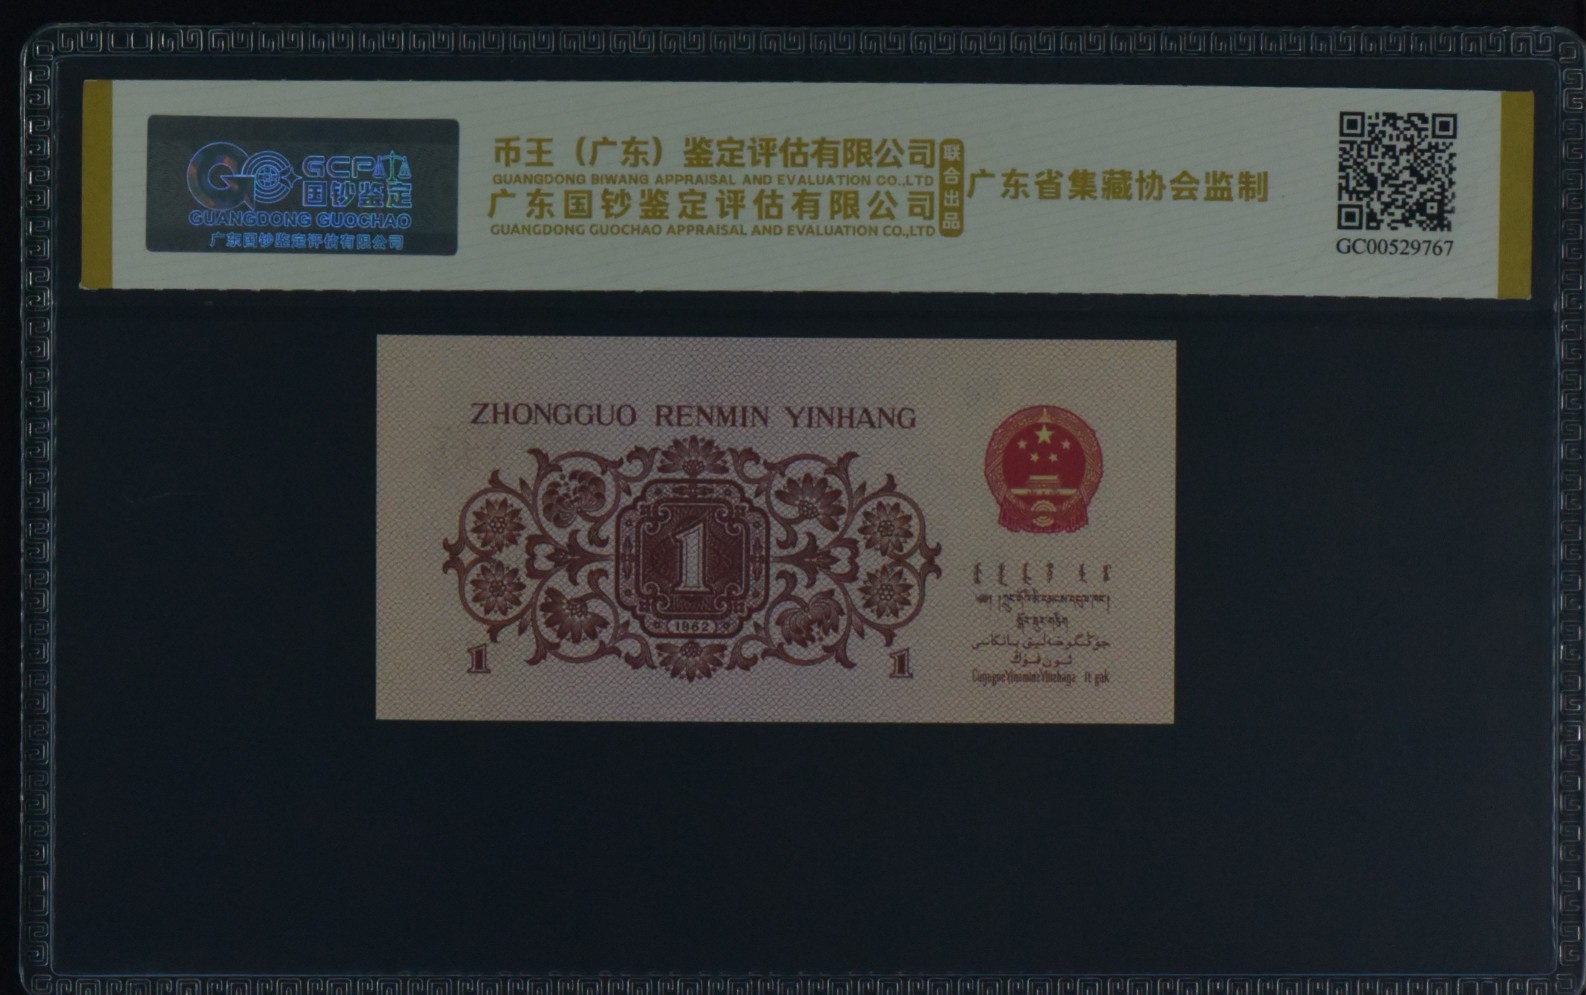 GCPA
国钞鉴定
GUANGDONG GUOCHAO
广东国钞鉴定评估有限公司
币王（广东）鉴定评估有限公司
GUANGDONG BIWANG APPRAISAL AND EVALUATION CO.,LTD
广东国钞鉴定评估有限公司
GUANGDONG GUOCHAO APPRAISAL AND EVALUATION CO.,LTD
联合出品
广东省集藏协会监制
GC00529767
ZHONGGUO RENMIN YINHANG
1
1962
1
1